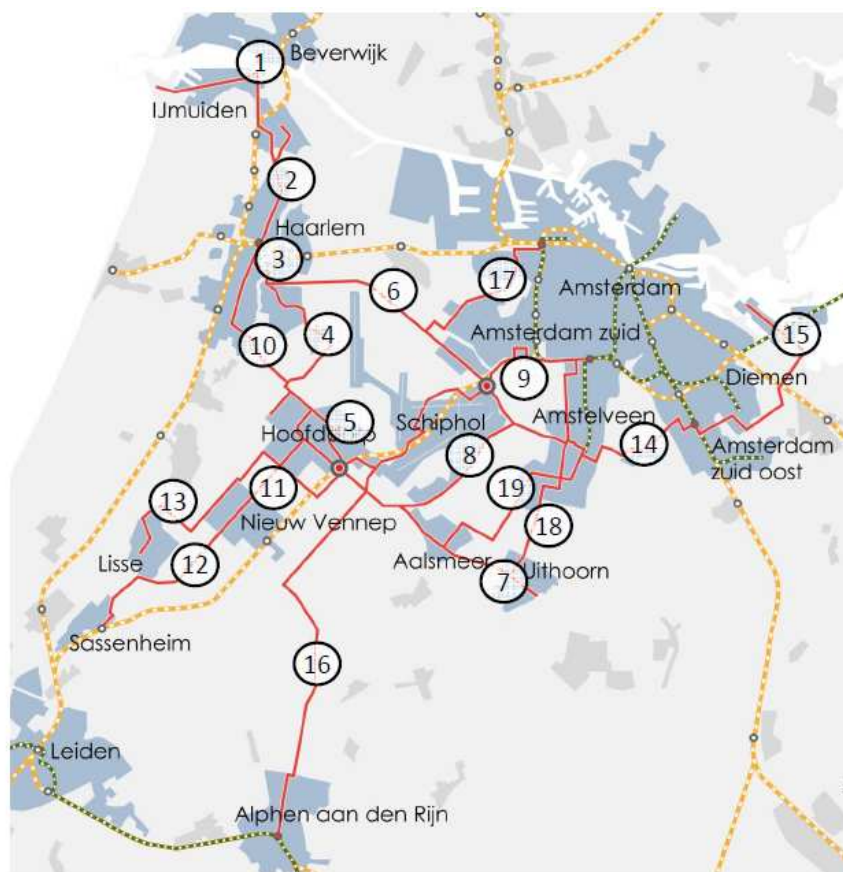 1
Beverwijk
IJmuiden
2
Haarlem
3
17
6
Amsterdam
4
10
Amsterdam zuid
15
9
Diemen
5
Schiphol
Amstelveen
Hoofddorp
8
14
Amsterdam
zuid oost
13
11
19
Nieuw Vennep
18
Lisse
12
Aalsmeer
7
Uithoorn
Sassenheim
16
Leiden
Alphen aan den Rijn